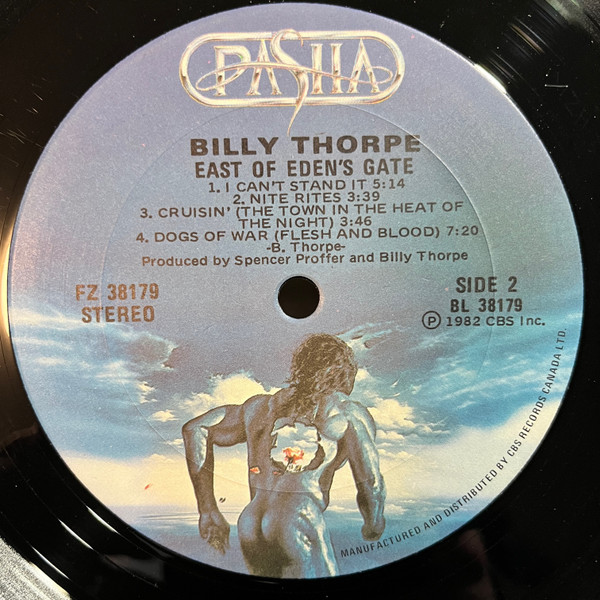 PASHA
BILLY THORPE
EAST OF EDEN'S GATE
1. I CAN'T STAND IT 5:14
2. NITE RITES 3:39
3. CRUISIN' (THE TOWN IN THE HEAT OF
THE NIGHT) 3:46
4. DOGS OF WAR (FLESH AND BLOOD) 7:20
-B. Thorpe-
Produced by Spencer Proffer and Billy Thorpe
FZ 38179
STEREO
SIDE 2
BL 38179
Ⓟ 1982 CBS Inc.
MANUFACTURED AND DISTRIBUTED BY CBS RECORDS CANADA LTD.